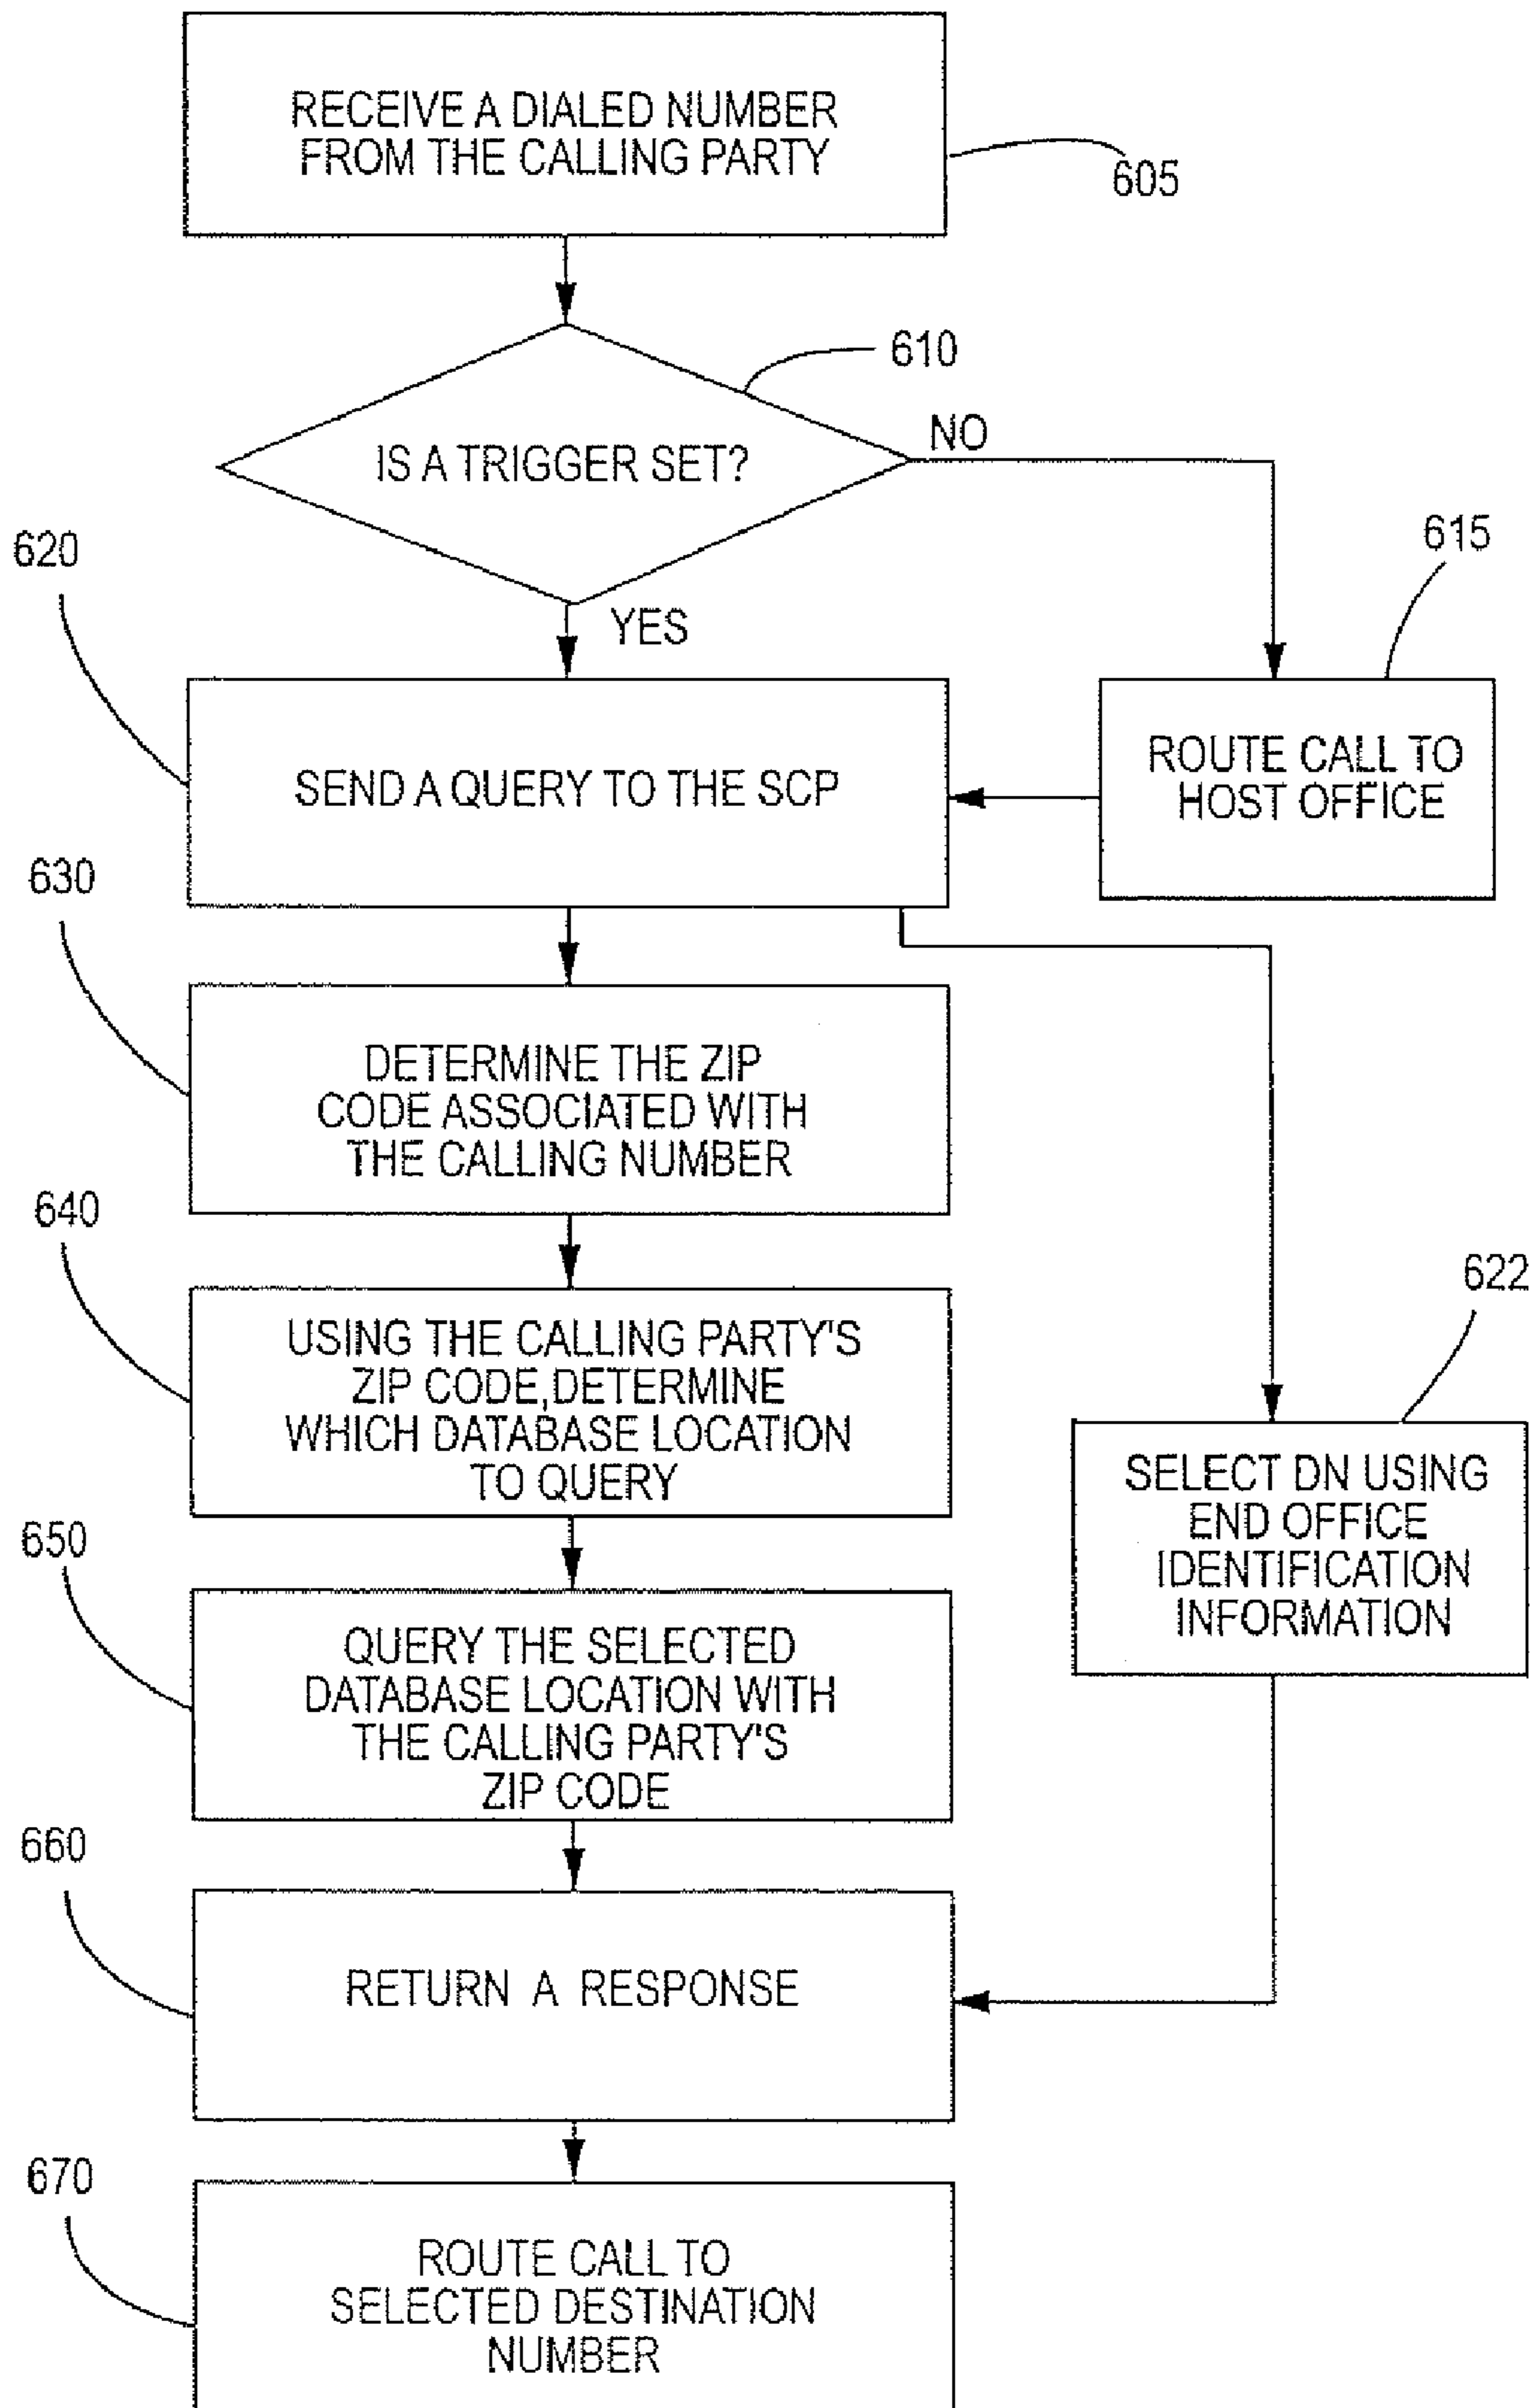 RECEIVE A DIALED NUMBER
FROM THE CALLING PARTY
605
610
IS A TRIGGER SET?
NO
YES
620
615
SEND A QUERY TO THE SCP
ROUTE CALL TO
HOST OFFICE
630
DETERMINE THE ZIP
CODE ASSOCIATED WITH
THE CALLING NUMBER
640
USING THE CALLING PARTY'S
ZIP CODE,DETERMINE
WHICH DATABASE LOCATION
TO QUERY
622
SELECT DN USING
END OFFICE
IDENTIFICATION
INFORMATION
650
QUERY THE SELECTED
DATABASE LOCATION WITH
THE CALLING PARTY'S
ZIP CODE
660
RETURN A RESPONSE
670
ROUTE CALL TO
SELECTED DESTINATION
NUMBER